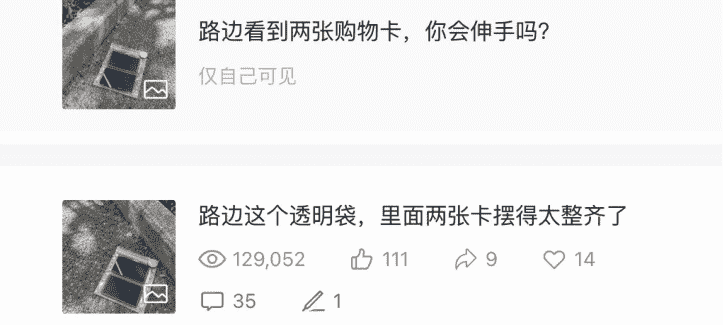 路边看到两张购物卡，你会伸手吗？
仅自己可见
路边这个透明袋，里面两张卡摆得太整齐了
129,052 111 9 14
35 1